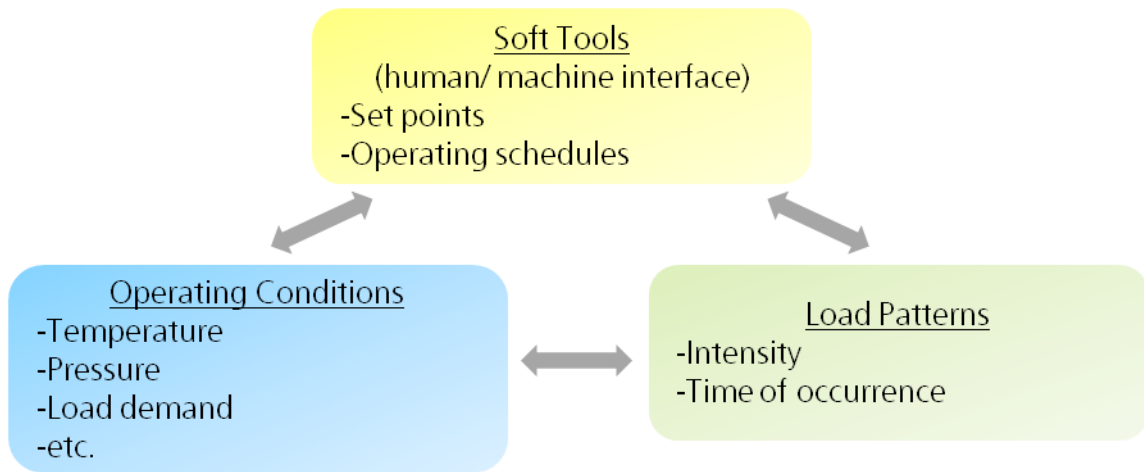 Soft Tools
(human/ machine interface)
-Set points
-Operating schedules
Operating Conditions
-Temperature
-Pressure
-Load demand
-etc.
Load Patterns
-Intensity
-Time of occurrence